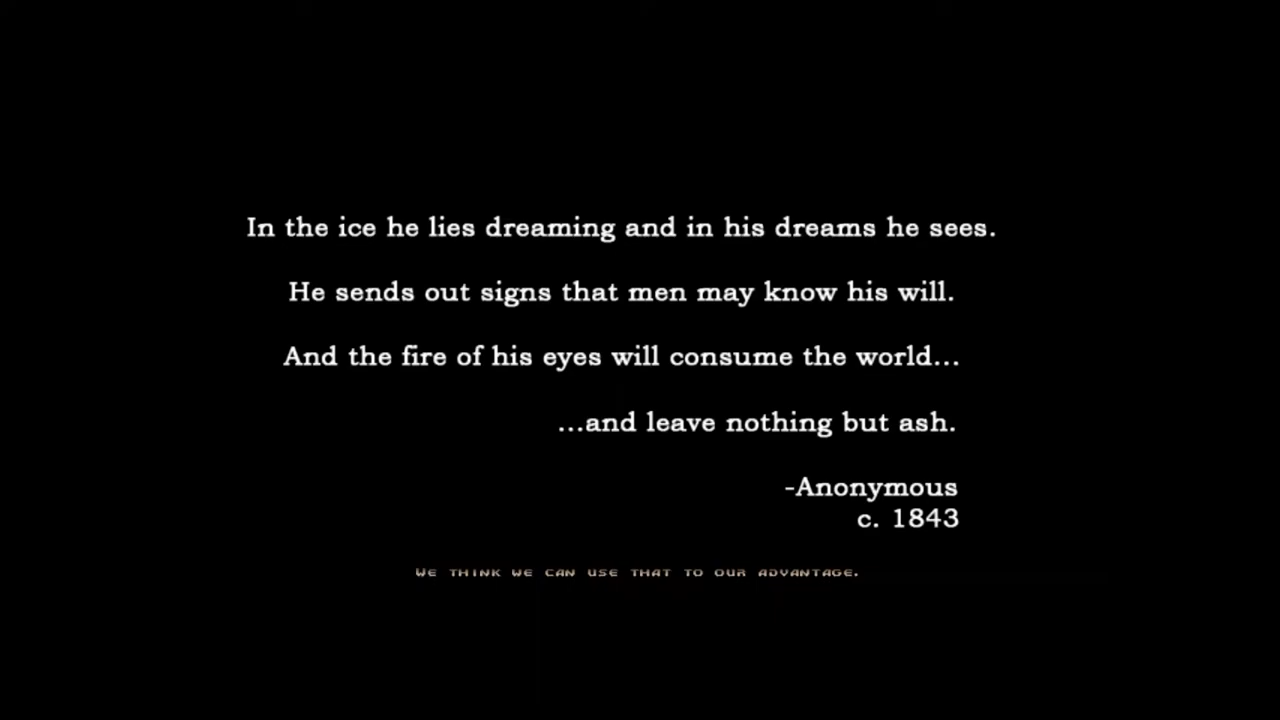 In the ice he lies dreaming and in his dreams he sees.
He sends out signs that men may know his will.
And the fire of his eyes will consume the world...
...and leave nothing but ash.
-Anonymous
c. 1843
WE THINK WE CAN USE THAT TO OUR ADVANTAGE.